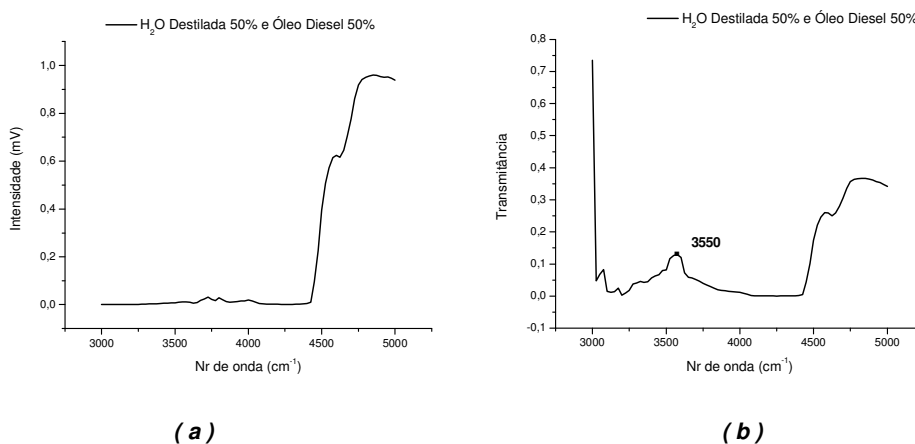 H₂O Destilada 50% e Óleo Diesel 50%
1,0
0,8
0,6
0,4
0,2
0,0
Intensidade (mV)
3000 3500 4000 4500 5000
Nr de onda (cm⁻¹)
( a )
H₂O Destilada 50% e Óleo Diesel 50%
0,8
0,7
0,6
0,5
0,4
0,3
0,2
0,1
0,0
-0,1
Transmitância
3550
3000 3500 4000 4500 5000
Nr de onda (cm⁻¹)
( b )